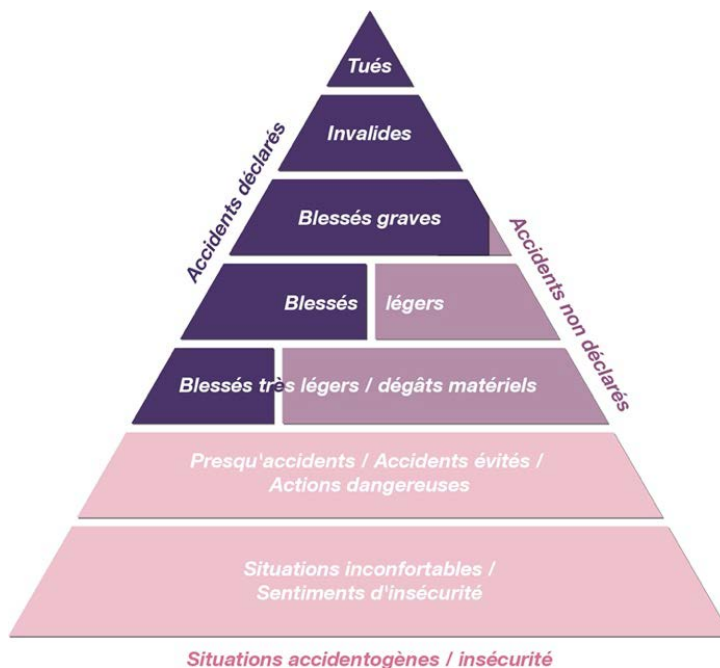 Tués
Invalides
Accidents déclarés
Blessés graves
Accidents non déclarés
Blessés légers
Blessés très légers / dégâts matériels
Presqu'accidents / Accidents évités /
Actions dangereuses
Situations inconfortables /
Sentiments d'insécurité
Situations accidentogènes / insécurité